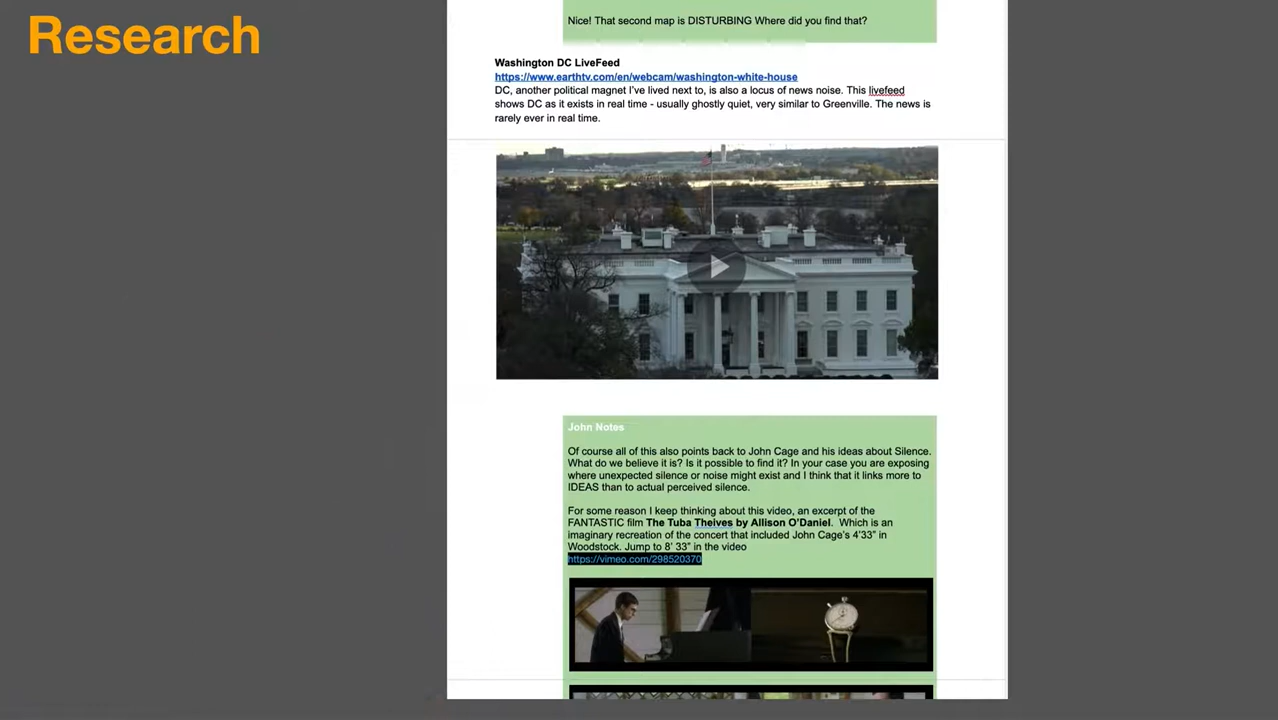 Research
Nice! That second map is DISTURBING Where did you find that?
Washington DC LiveFeed
https://www.earthtv.com/en/webcam/washington-white-house
DC, another political magnet I've lived next to, is also a locus of news noise. This livefeed
shows DC as it exists in real time - usually ghostly quiet, very similar to Greenville. The news is
rarely ever in real time.
John Notes
Of course all of this also points back to John Cage and his ideas about Silence.
What do we believe it is? Is it possible to find it? In your case you are exposing
where unexpected silence or noise might exist and I think that it links more to
IDEAS than to actual perceived silence.
For some reason I keep thinking about this video, an excerpt of the
FANTASTIC film The Tuba Theives by Allison O'Daniel. Which is an
imaginary recreation of the concert that included John Cage's 4'33" in
Woodstock. Jump to 8' 33" in the video
https://vimeo.com/298520370